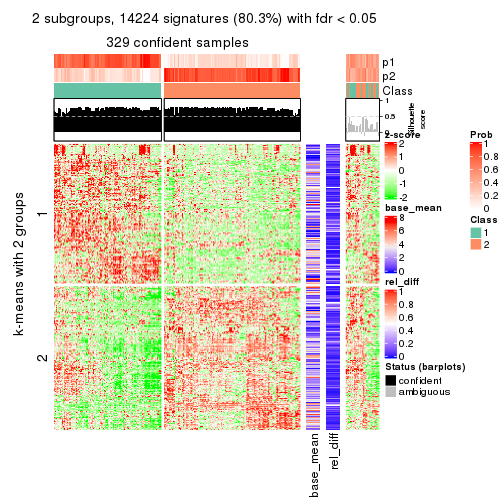 2 subgroups, 14224 signatures (80.3%) with fdr < 0.05
329 confident samples
p1
p2
Class
1
0.5
0
Silhouette
score
k-means with 2 groups
1
2
base_mean
rel_diff
z-score
2
1
0
-1
-2
base_mean
8
6
4
2
0
rel_diff
1
0.8
0.6
0.4
0.2
0
Status (barplots)
confident
ambiguous
Prob
1
0.8
0.6
0.4
0.2
0
Class
1
2